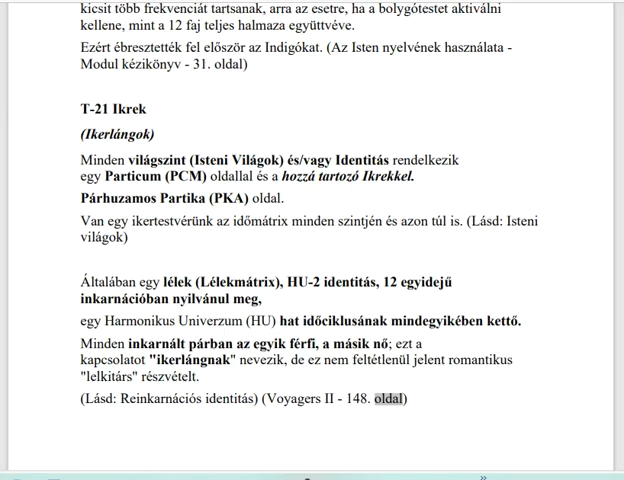 kicsit több frekvenciát tartsanak, arra az esetre, ha a bolygótestet aktiválni
kellene, mint a 12 faj teljes halmaza együttvéve.
Ezért ébresztették fel először az Indigókat. (Az Isten nyelvének használata -
Modul kézikönyv - 31. oldal)
T-21 Ikrek
(Ikerlángok)
Minden világszint (Isteni Világok) és/vagy Identitás rendelkezik
egy Particum (PCM) oldallal és a hozzá tartozó Ikrekkel.
Párhuzamos Partika (PKA) oldal.
Van egy ikertestvérünk az időmátrix minden szintjén és azon túl is. (Lásd: Isteni
világok)
Általában egy lélek (Lélekmátrix), HU-2 identitás, 12 egyidejű
inkarnációban nyilvánul meg,
egy Harmonikus Univerzum (HU) hat időciklusának mindegyikében kettő.
Minden inkarnált párban az egyik férfi, a másik nő; ezt a
kapcsolatot "ikerlángnak" nevezik, de ez nem feltétlenül jelent romantikus
"lelkitárs" részvételt.
(Lásd: Reinkarnációs identitás) (Voyagers II - 148. oldal)